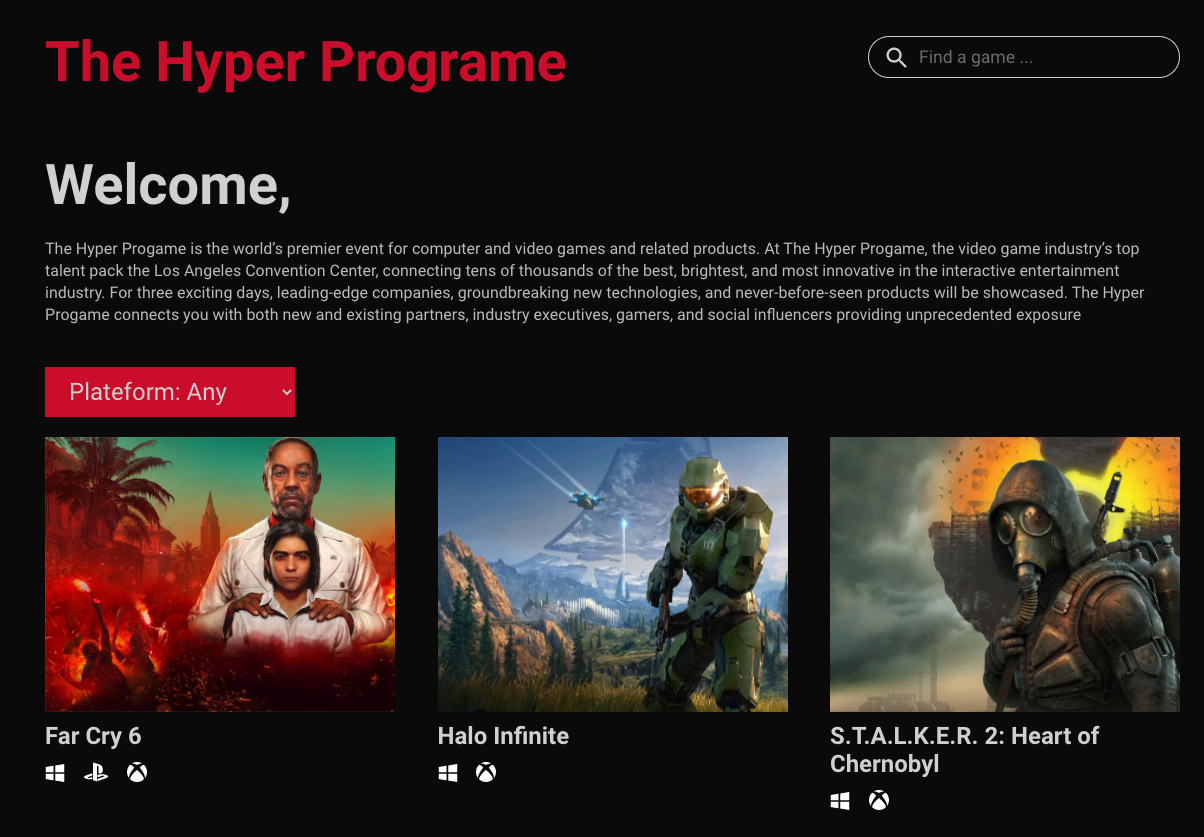 The Hyper Programe
Find a game ...
Welcome,
The Hyper Progame is the world’s premier event for computer and video games and related products. At The Hyper Progame, the video game industry’s top
talent pack the Los Angeles Convention Center, connecting tens of thousands of the best, brightest, and most innovative in the interactive entertainment
industry. For three exciting days, leading-edge companies, groundbreaking new technologies, and never-before-seen products will be showcased. The Hyper
Progame connects you with both new and existing partners, industry executives, gamers, and social influencers providing unprecedented exposure
Plateform: Any
Far Cry 6
Halo Infinite
S.T.A.L.K.E.R. 2: Heart of
Chernobyl